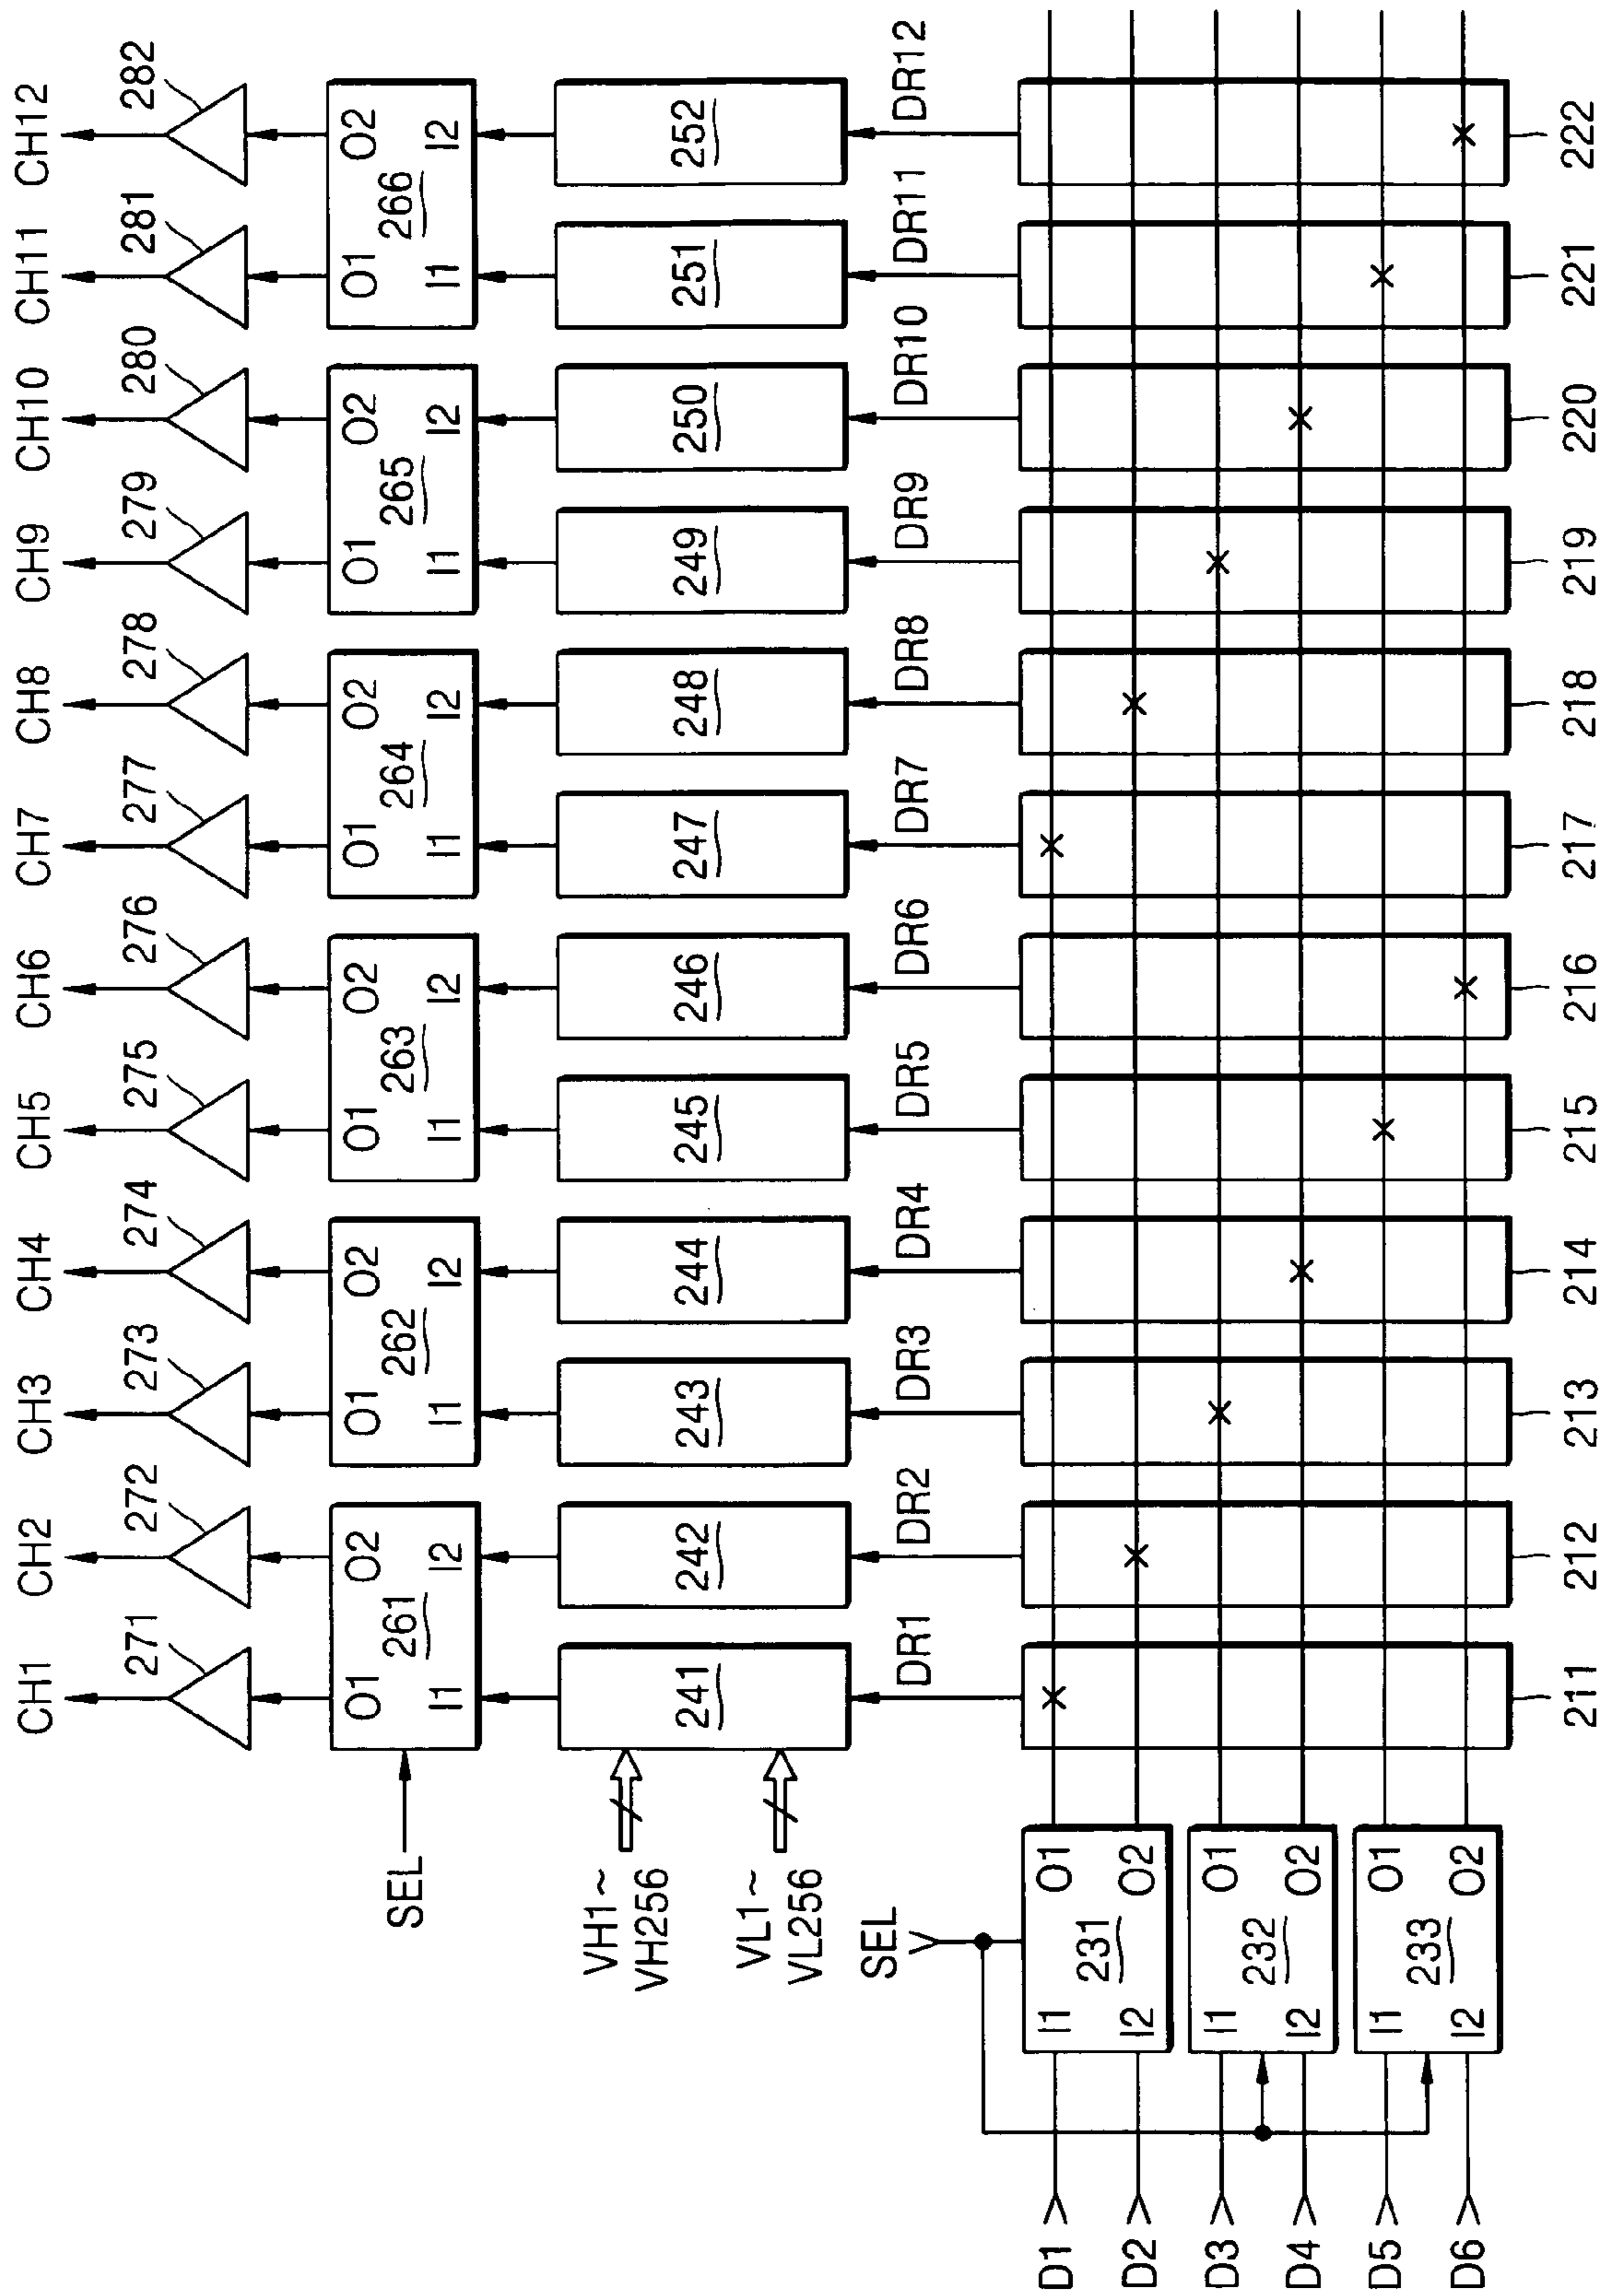 CH1 CH2 CH3 CH4 CH5 CH6 CH7 CH8 CH9 CH10 CH11 CH12
271 272 273 274 275 276 277 278 279 280 281 282
O1 O2 O1 O2 O1 O2 O1 O2 O1 O2 O1 O2
SEL 261 262 263 264 265 266
I1 I2 I1 I2 I1 I2 I1 I2 I1 I2 I1 I2
VH1~
VH256
241 242 243 244 245 246 247 248 249 250 251 252
VL1~
VL256
SEL
DR1 DR2 DR3 DR4 DR5 DR6 DR7 DR8 DR9 DR10 DR11 DR12
D1 I1 O1
231
D2 I2 O2
D3 I1 O1
232
D4 I2 O2
D5 I1 O1
233
D6 I2 O2
211 212 213 214 215 216 217 218 219 220 221 222